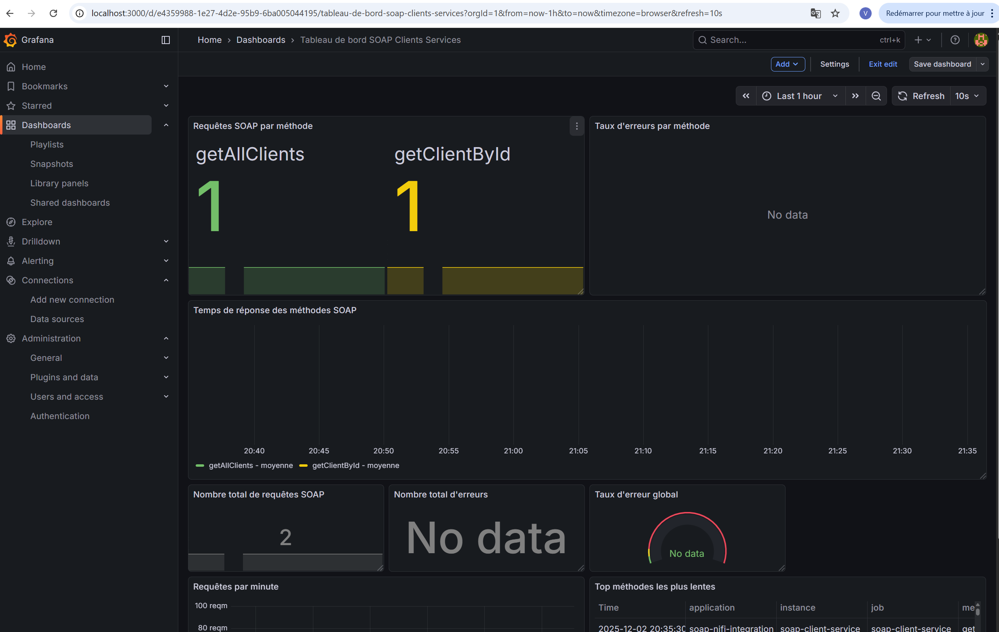 localhost:3000/d/e4359988-1e27-4d2e-95b9-6ba005044195/tableau-de-bord-soap-clients-services?orgId=1&from=now-1h&to=now&timezone=browser&refresh=10s
V
Redémarrer pour mettre à jour
Grafana
Home › Dashboards › Tableau de bord SOAP Clients Services
Search...
ctrl+k
Add
Settings
Exit edit
Save dashboard
Home
Bookmarks
Starred
Dashboards
Playlists
Snapshots
Library panels
Shared dashboards
Explore
Drilldown
Alerting
Connections
Add new connection
Data sources
Administration
General
Plugins and data
Users and access
Authentication
Last 1 hour
Refresh
10s
Requêtes SOAP par méthode
getAllClients
1
getClientById
1
Taux d'erreurs par méthode
No data
Temps de réponse des méthodes SOAP
20:40 20:45 20:50 20:55 21:00 21:05 21:10 21:15 21:20 21:25 21:30 21:35
getAllClients - moyenne getClientById - moyenne
Nombre total de requêtes SOAP
2
Nombre total d'erreurs
No data
Taux d'erreur global
No data
Requêtes par minute
100 reqm
80 reqm
Top méthodes les plus lentes
Time application instance job me
2025-12-02 20:35:30 soap-nifi-integration soap-client-service soap-client-service get